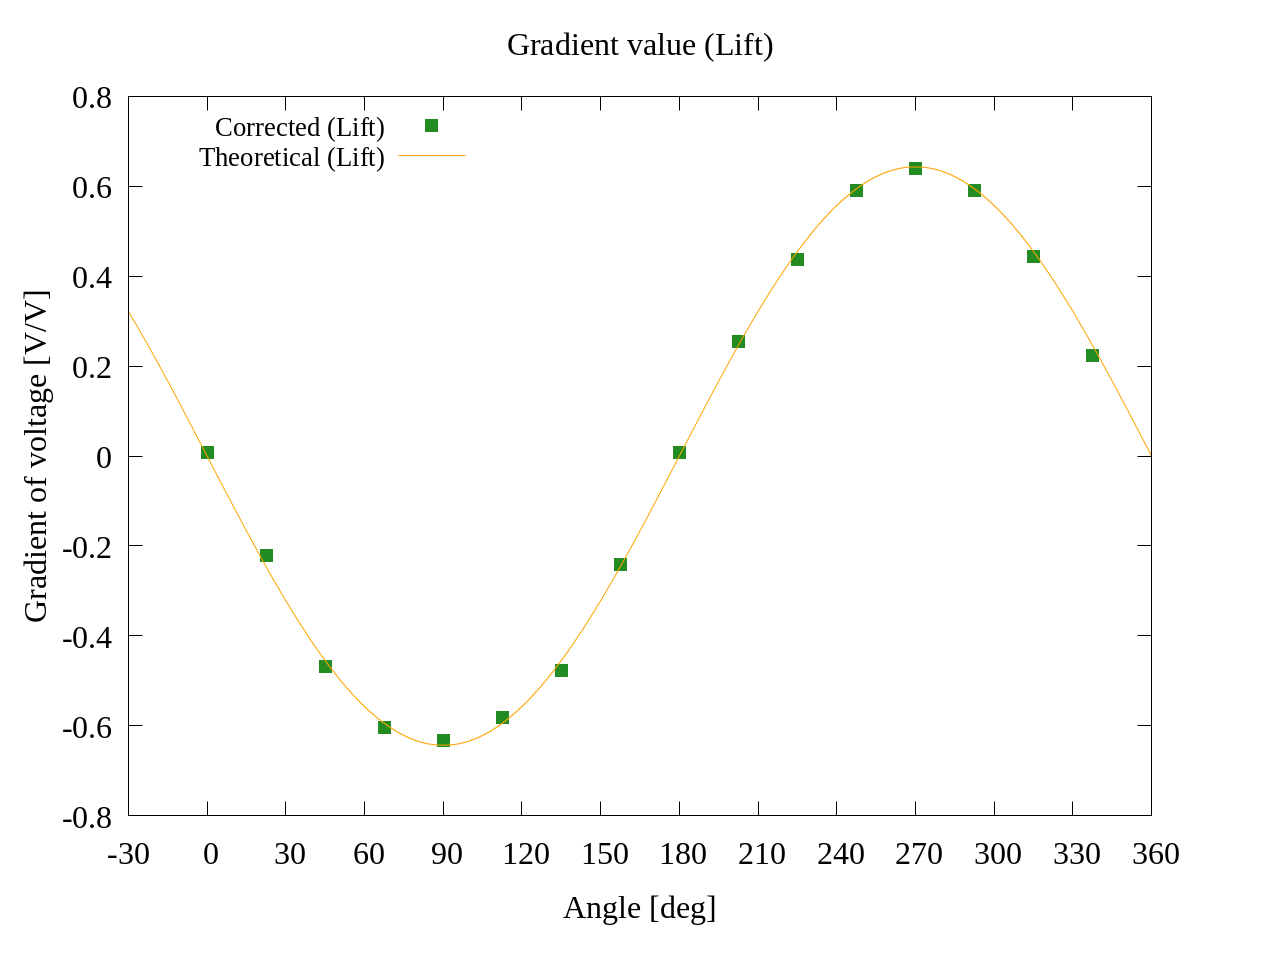 Gradient value (Lift)
Corrected (Lift)
Theoretical (Lift)
0.8
0.6
0.4
0.2
0
-0.2
-0.4
-0.6
-0.8
Gradient of voltage [V/V]
-30 0 30 60 90 120 150 180 210 240 270 300 330 360
Angle [deg]